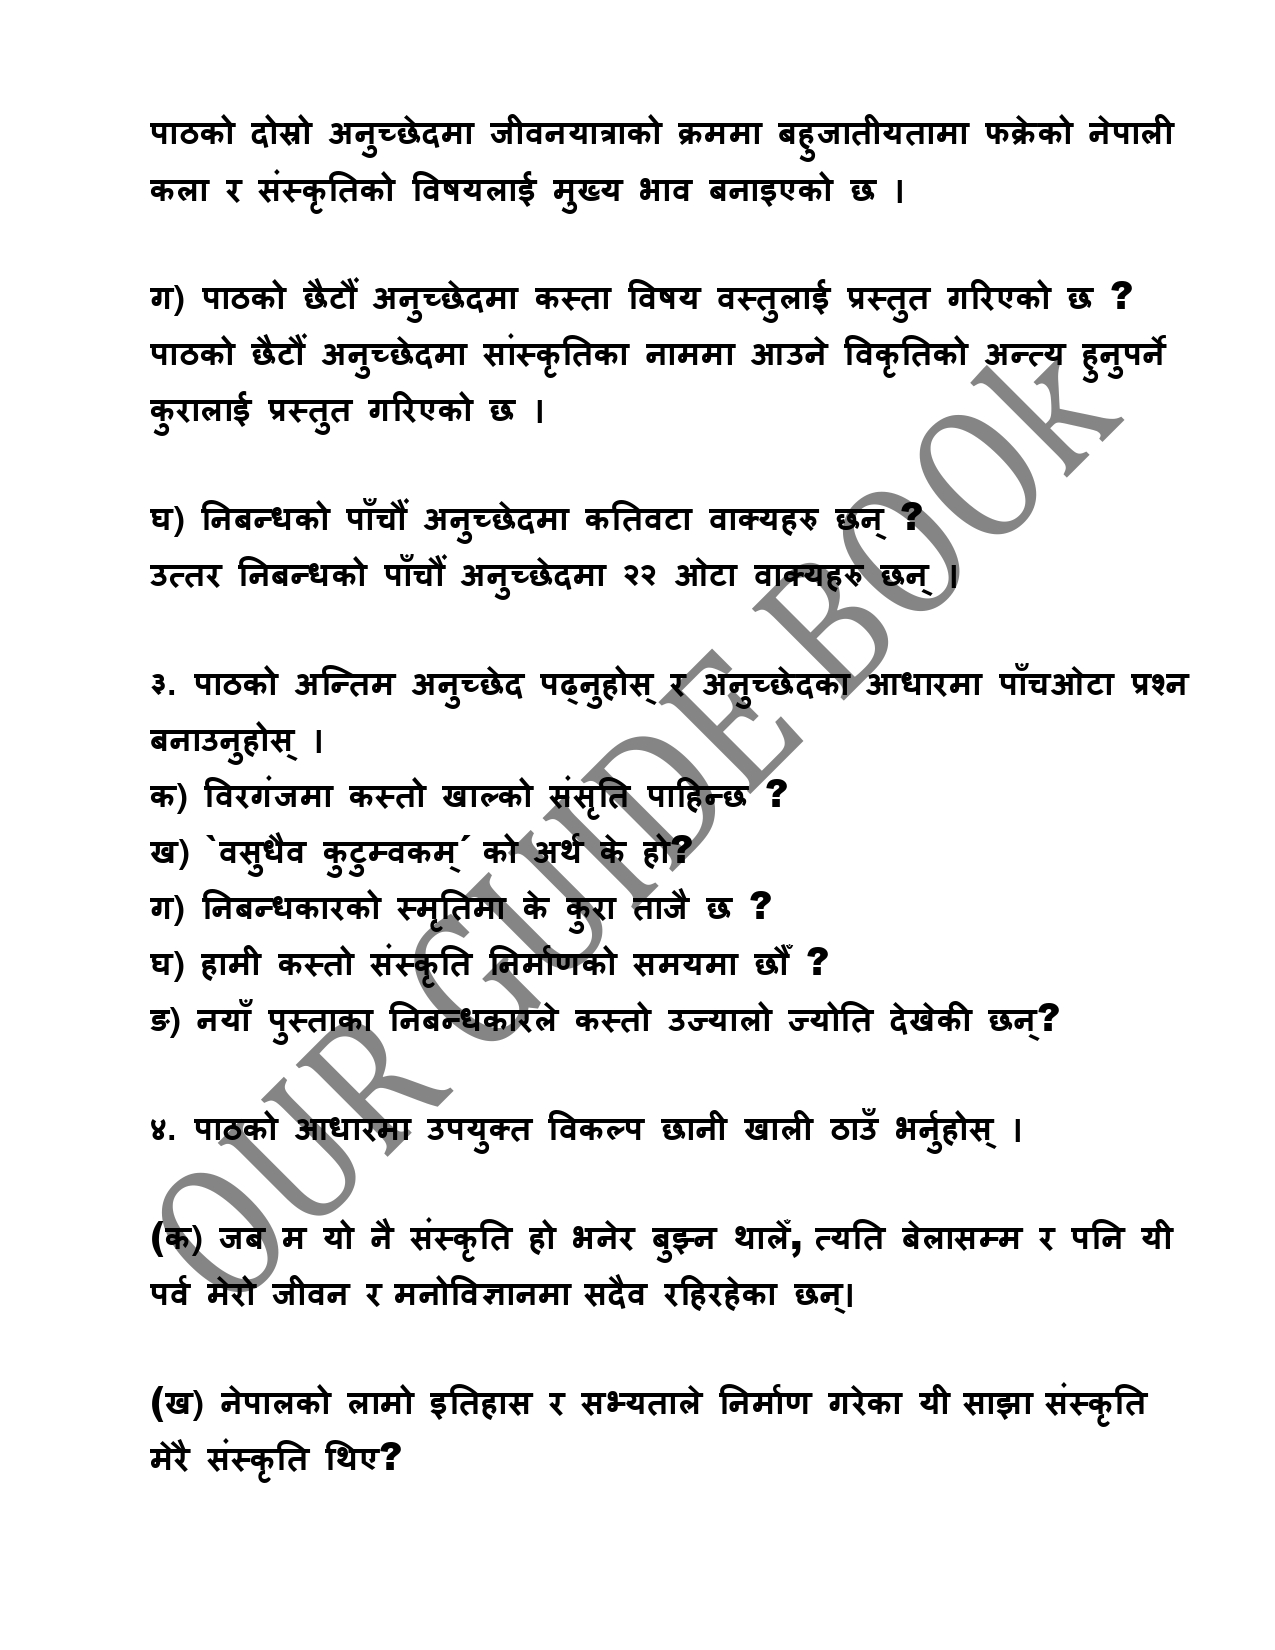 पाठको दोस्रो अनुच्छेदमा जीवनयात्राको क्रममा बहुजातीयतामा फक्रेको नेपाली
कला र संस्कृतिको विषयलाई मुख्य भाव बनाइएको छ ।
ग) पाठको छैटौं अनुच्छेदमा कस्ता विषय वस्तुलाई प्रस्तुत गरिएको छ ?
पाठको छैटौं अनुच्छेदमा सांस्कृतिका नाममा आउने विकृतिको अन्त्य हुनुपर्ने
कुरालाई प्रस्तुत गरिएको छ ।
घ) निबन्धको पाँचौं अनुच्छेदमा कतिवटा वाक्यहरु छन् ?
उत्तर निबन्धको पाँचौं अनुच्छेदमा २२ ओटा वाक्यहरु छन् ।
३. पाठको अन्तिम अनुच्छेद पढ्नुहोस् र अनुच्छेदका आधारमा पाँचओटा प्रश्न
बनाउनुहोस् ।
क) विरगंजमा कस्तो खाल्को संसृति पाहिन्छ ?
ख) `वसुधैव कुटुम्वकम्´ को अर्थ के हो?
ग) निबन्धकारको स्मृतिमा के कुरा ताजै छ ?
घ) हामी कस्तो संस्कृति निर्माणको समयमा छौँ ?
ङ) नयाँ पुस्ताका निबन्धकारले कस्तो उज्यालो ज्योति देखेकी छन्?
४. पाठको आधारमा उपयुक्त विकल्प छानी खाली ठाउँ भर्नुहोस् ।
(क) जब म यो नै संस्कृति हो भनेर बुझ्न थालेँ, त्यति बेलासम्म र पनि यी
पर्व मेरो जीवन र मनोविज्ञानमा सदैव रहिरहेका छन्।
(ख) नेपालको लामो इतिहास र सभ्यताले निर्माण गरेका यी साझा संस्कृति
मेरै संस्कृति थिए?
OUR GUIDE BOOk